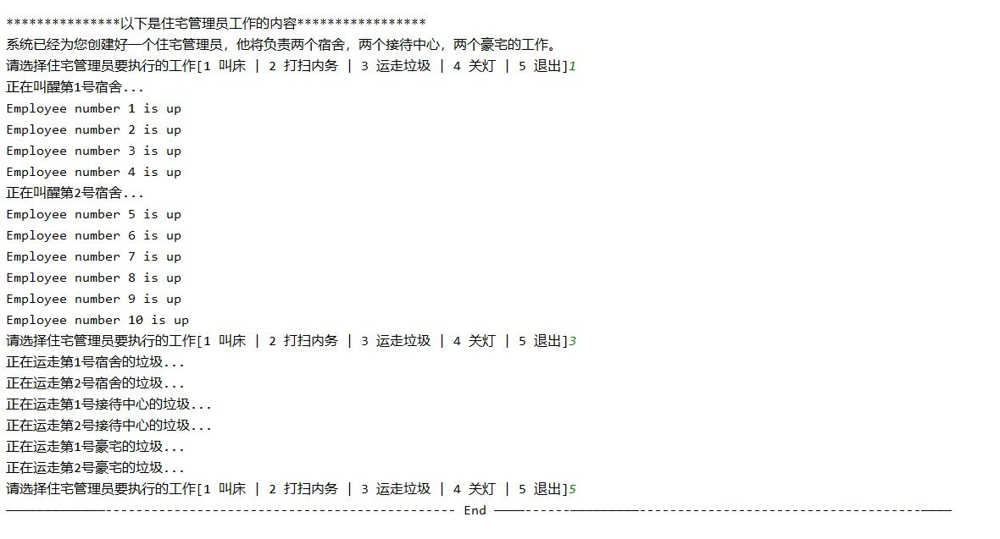 ***************以下是住宅管理员工作的内容*****************
系统已经为您创建好一个住宅管理员，他将负责两个宿舍，两个接待中心，两个豪宅的工作。
请选择住宅管理员要执行的工作[1 叫床 | 2 打扫内务 | 3 运走垃圾 | 4 关灯 | 5 退出]1
正在叫醒第1号宿舍...
Employee number 1 is up
Employee number 2 is up
Employee number 3 is up
Employee number 4 is up
正在叫醒第2号宿舍...
Employee number 5 is up
Employee number 6 is up
Employee number 7 is up
Employee number 8 is up
Employee number 9 is up
Employee number 10 is up
请选择住宅管理员要执行的工作[1 叫床 | 2 打扫内务 | 3 运走垃圾 | 4 关灯 | 5 退出]3
正在运走第1号宿舍的垃圾...
正在运走第2号宿舍的垃圾...
正在运走第1号接待中心的垃圾...
正在运走第2号接待中心的垃圾...
正在运走第1号豪宅的垃圾...
正在运走第2号豪宅的垃圾...
请选择住宅管理员要执行的工作[1 叫床 | 2 打扫内务 | 3 运走垃圾 | 4 关灯 | 5 退出]5
—————————————---------------------------------------------- End ————------—————————-------------------------------------————